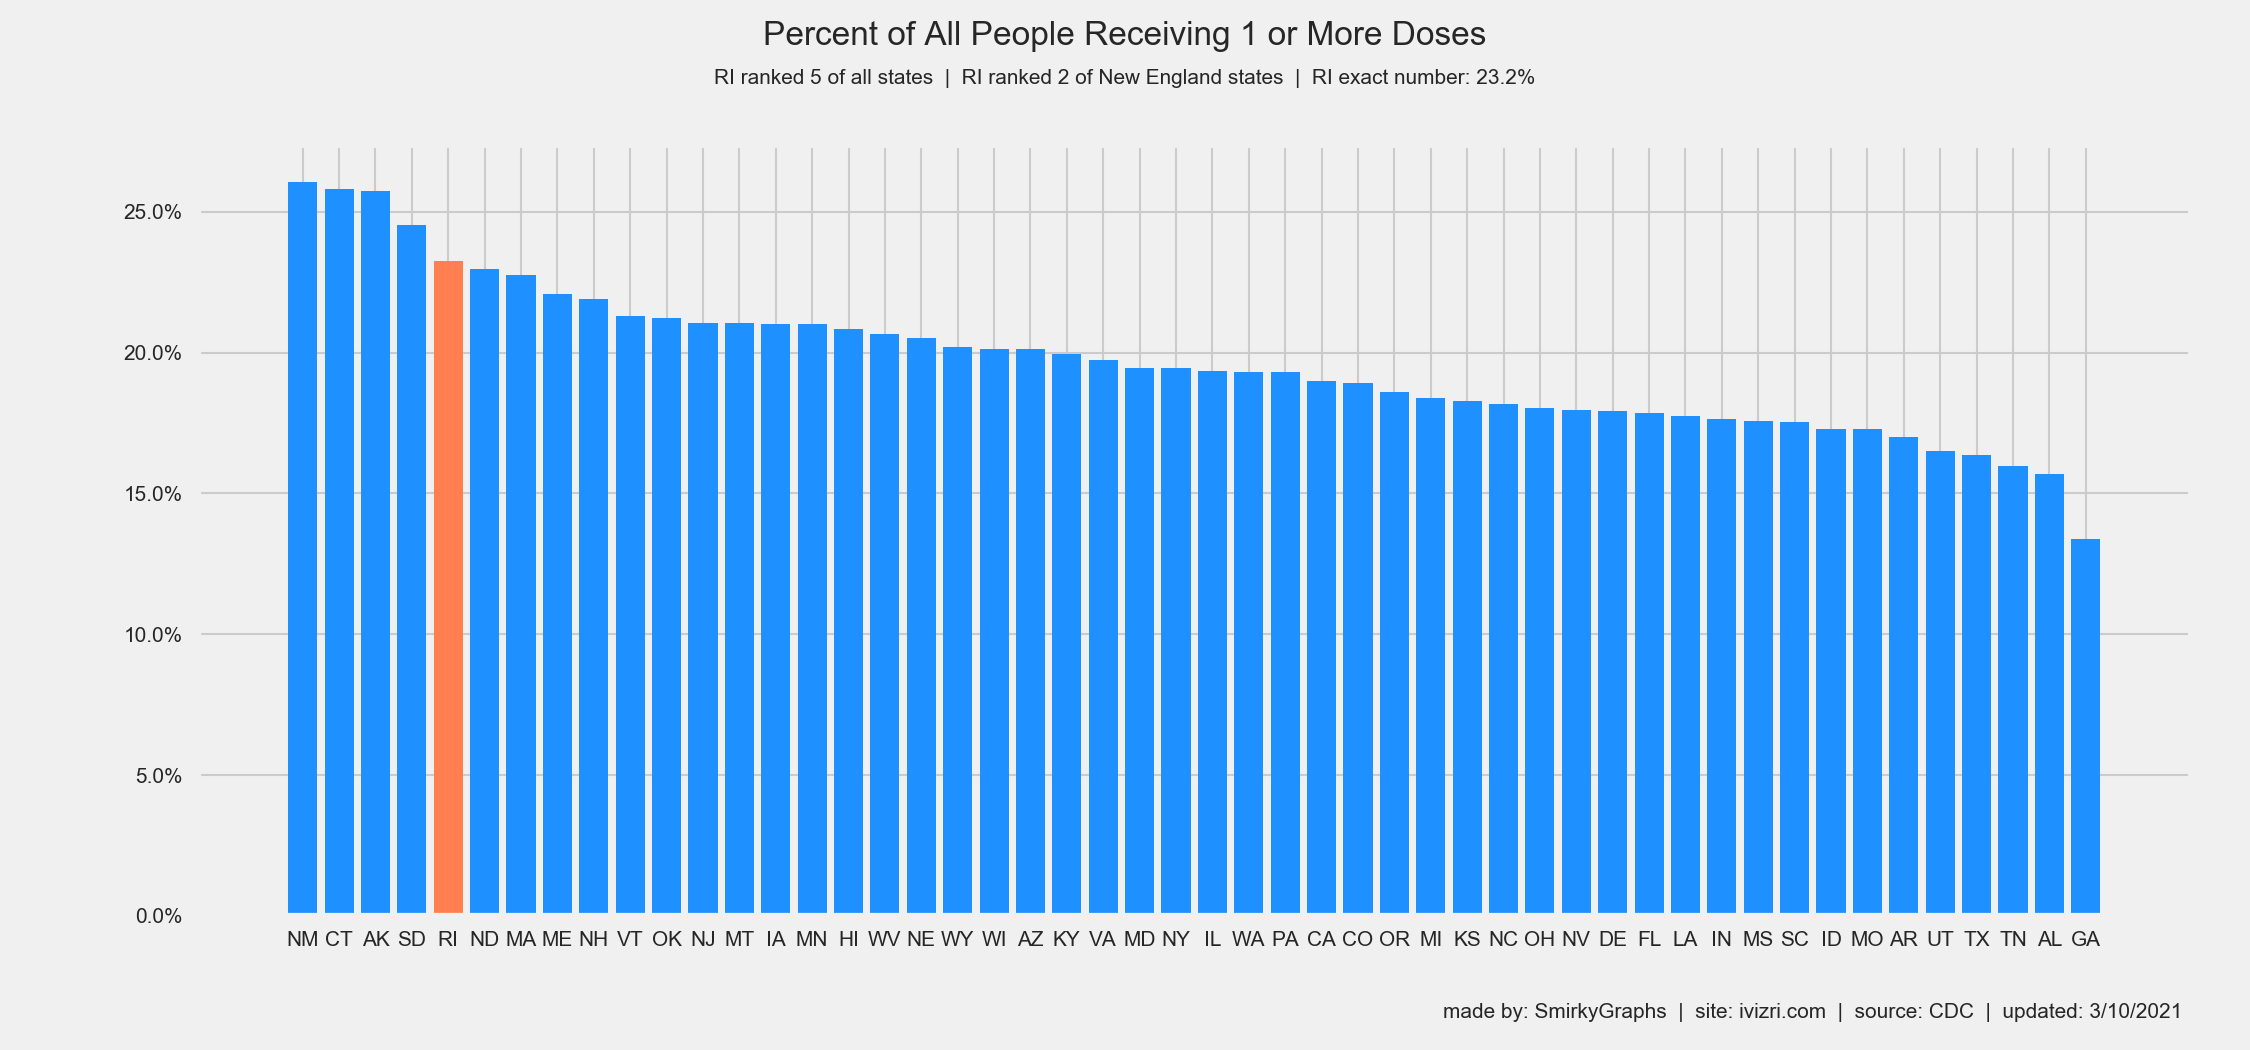 Percent of All People Receiving 1 or More Doses
RI ranked 5 of all states | RI ranked 2 of New England states | RI exact number: 23.2%
25.0%
20.0%
15.0%
10.0%
5.0%
0.0%
NM CT AK SD RI ND MA ME NH VT OK NJ MT IA MN HI WV NE WY WI AZ KY VA MD NY IL WA PA CA CO OR MI KS NC OH NV DE FL LA IN MS SC ID MO AR UT TX TN AL GA
made by: SmirkyGraphs | site: ivizri.com | source: CDC | updated: 3/10/2021